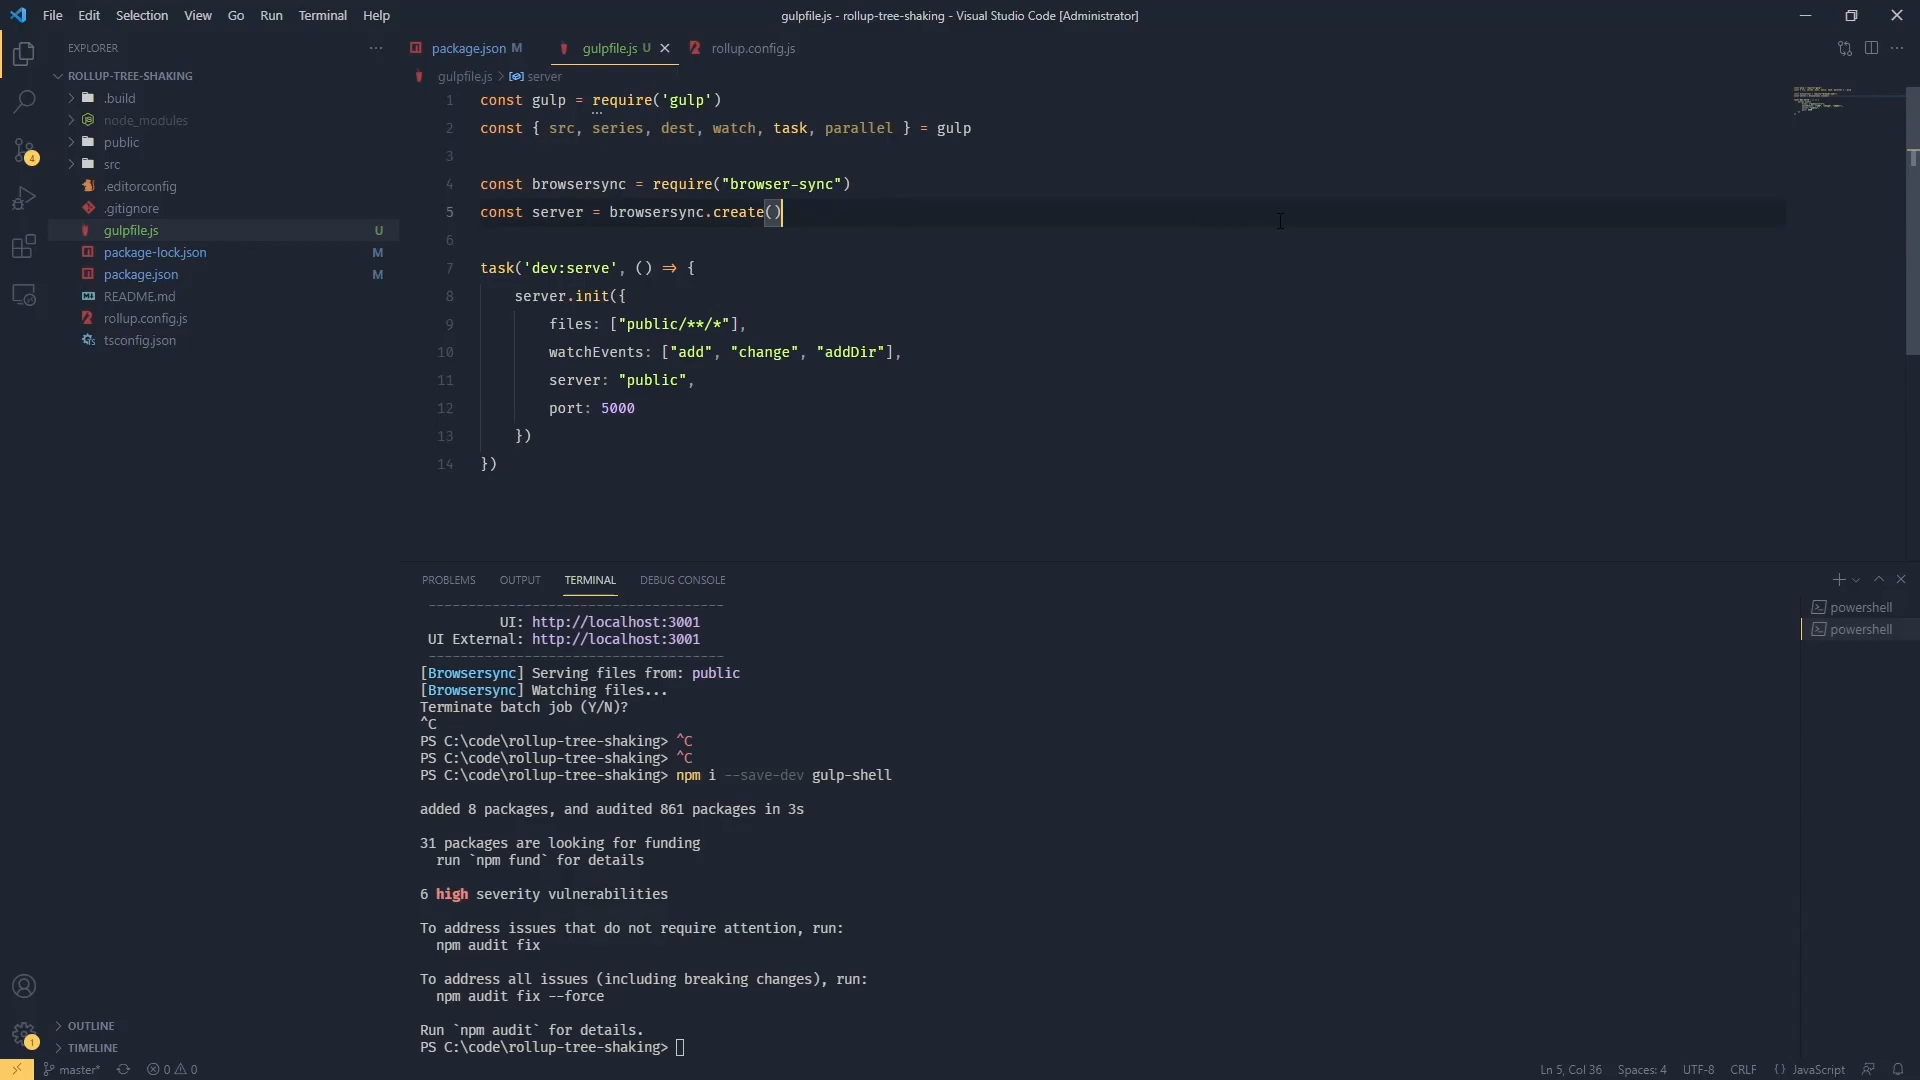 File Edit Selection View Go Run Terminal Help
gulpfile.js - rollup-tree-shaking - Visual Studio Code [Administrator]
EXPLORER
ROLLUP-TREE-SHAKING
.build
node_modules
public
src
.editorconfig
.gitignore
gulpfile.js U
package-lock.json M
package.json M
README.md
rollup.config.js
tsconfig.json
OUTLINE
TIMELINE
4
1
package.json M gulpfile.js U rollup.config.js
gulpfile.js > server
1 const gulp = require('gulp')
2 const { src, series, dest, watch, task, parallel } = gulp
3
4 const browsersync = require("browser-sync")
5 const server = browsersync.create()
6
7 task('dev:serve', () => {
8 server.init({
9 files: ["public/**/*"],
10 watchEvents: ["add", "change", "addDir"],
11 server: "public",
12 port: 5000
13 })
14 })
PROBLEMS OUTPUT TERMINAL DEBUG CONSOLE
-------------------------------------
UI: http://localhost:3001
UI External: http://localhost:3001
-------------------------------------
[Browsersync] Serving files from: public
[Browsersync] Watching files...
Terminate batch job (Y/N)?
^C
PS C:\code\rollup-tree-shaking> ^C
PS C:\code\rollup-tree-shaking> ^C
PS C:\code\rollup-tree-shaking> npm i --save-dev gulp-shell
added 8 packages, and audited 861 packages in 3s
31 packages are looking for funding
run `npm fund` for details
6 high severity vulnerabilities
To address issues that do not require attention, run:
npm audit fix
To address all issues (including breaking changes), run:
npm audit fix --force
Run `npm audit` for details.
PS C:\code\rollup-tree-shaking>
powershell
powershell
master* 0 0
Ln 5, Col 36 Spaces: 4 UTF-8 CRLF {} JavaScript